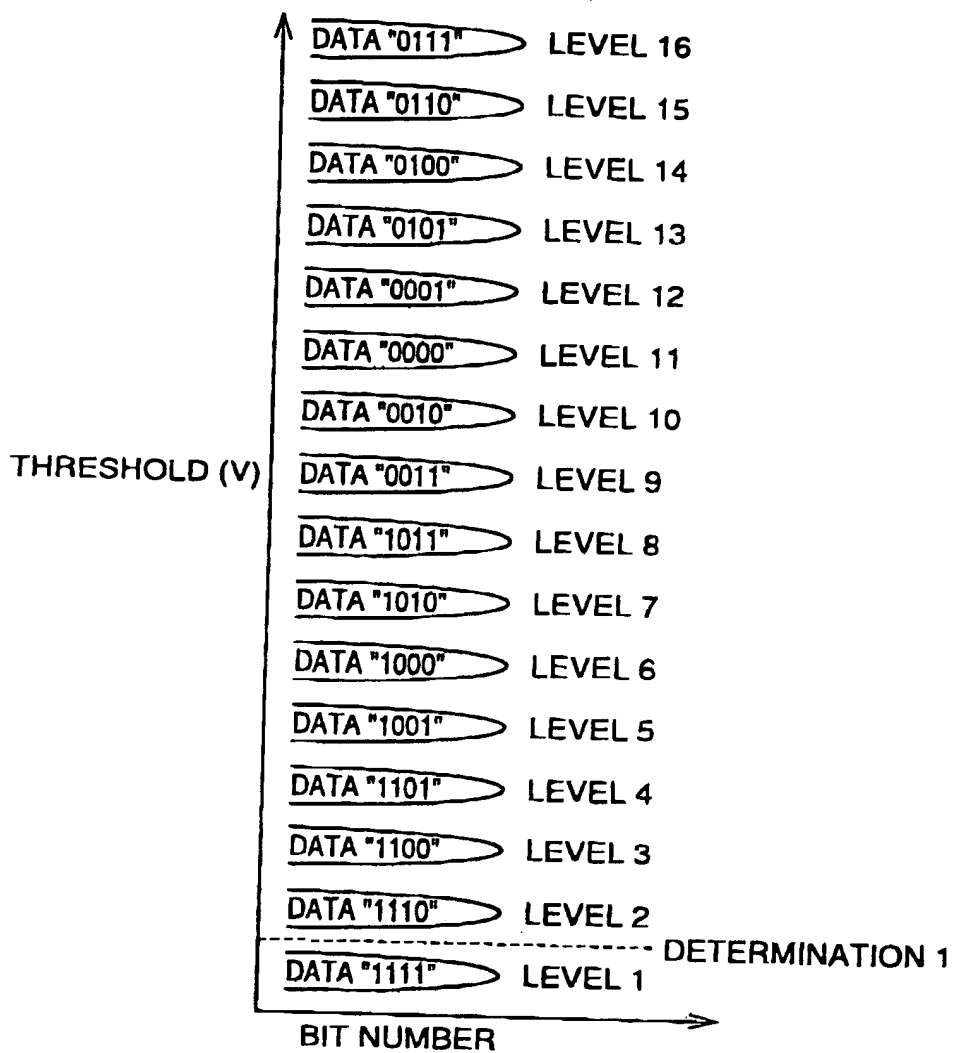 DATA "0111" LEVEL 16
DATA "0110" LEVEL 15
DATA "0100" LEVEL 14
DATA "0101" LEVEL 13
DATA "0001" LEVEL 12
DATA "0000" LEVEL 11
DATA "0010" LEVEL 10
THRESHOLD (V)
DATA "0011" LEVEL 9
DATA "1011" LEVEL 8
DATA "1010" LEVEL 7
DATA "1000" LEVEL 6
DATA "1001" LEVEL 5
DATA "1101" LEVEL 4
DATA "1100" LEVEL 3
DATA "1110" LEVEL 2
DETERMINATION 1
DATA "1111" LEVEL 1
BIT NUMBER